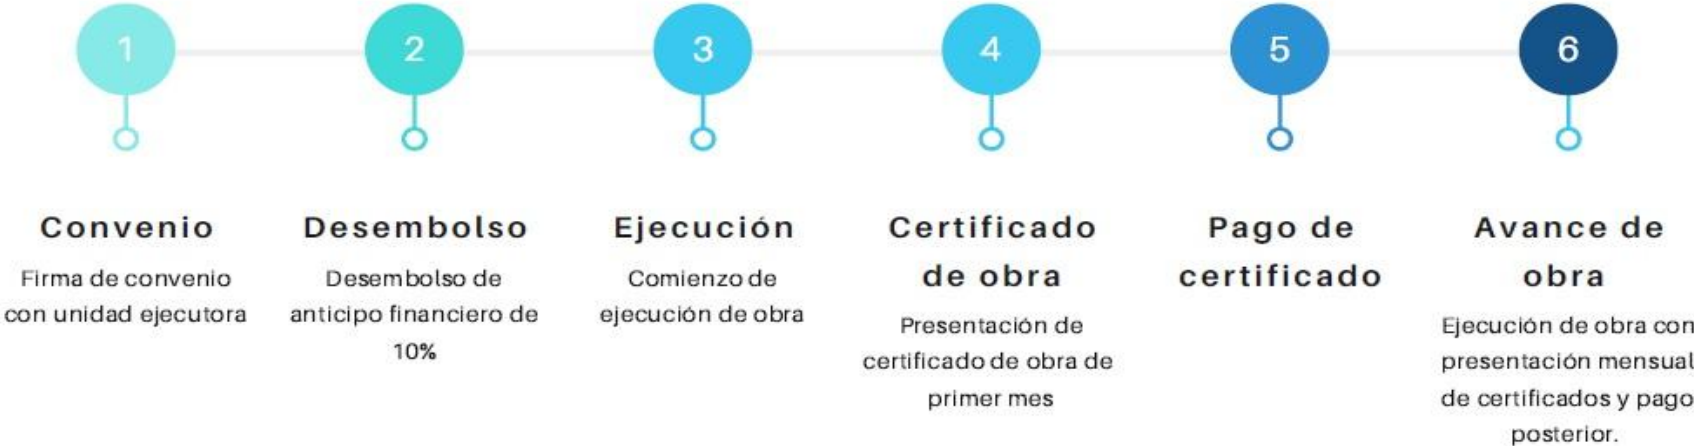 1
2
3
4
5
6
Convenio
Firma de convenio
con unidad ejecutora
Desembolso
Desembolso de
anticipo financiero de
10%
Ejecución
Comienzo de
ejecución de obra
Certificado
de obra
Presentación de
certificado de obra de
primer mes
Pago de
certificado
Avance de
obra
Ejecución de obra con
presentación mensual
de certificados y pago
posterior.